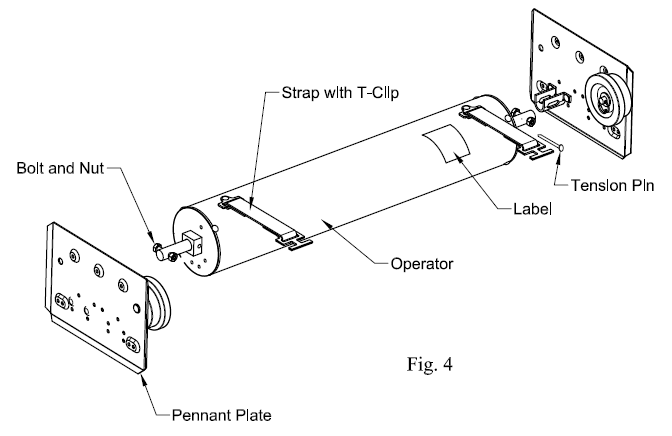 Strap with T-Clip
Bolt and Nut
Tension Pin
Label
Operator
Fig. 4
Pennant Plate